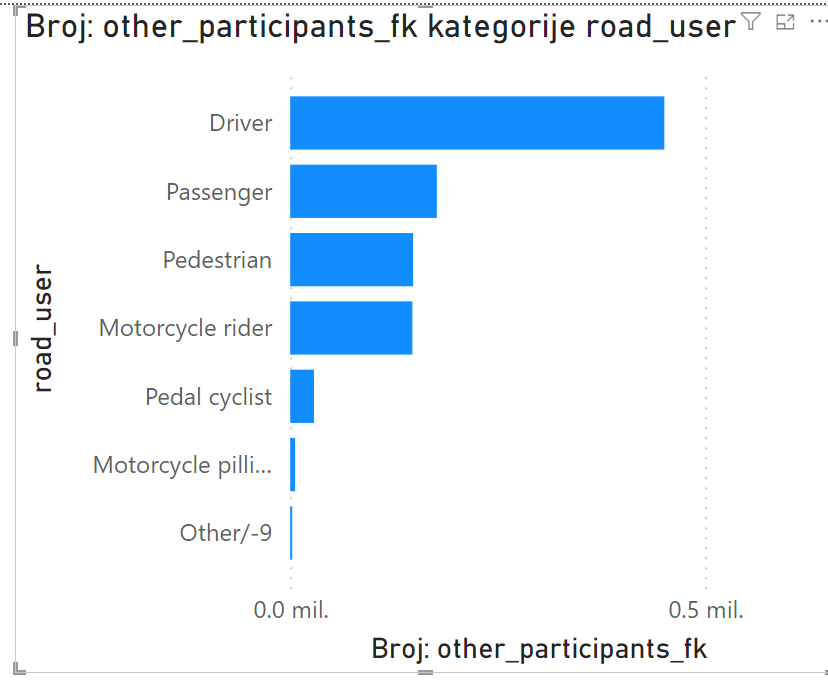 Broj: other_participants_fk kategorije road_user
Driver
Passenger
Pedestrian
Motorcycle rider
Pedal cyclist
Motorcycle pilli...
Other/-9
road_user
0.0 mil.
0.5 mil.
Broj: other_participants_fk